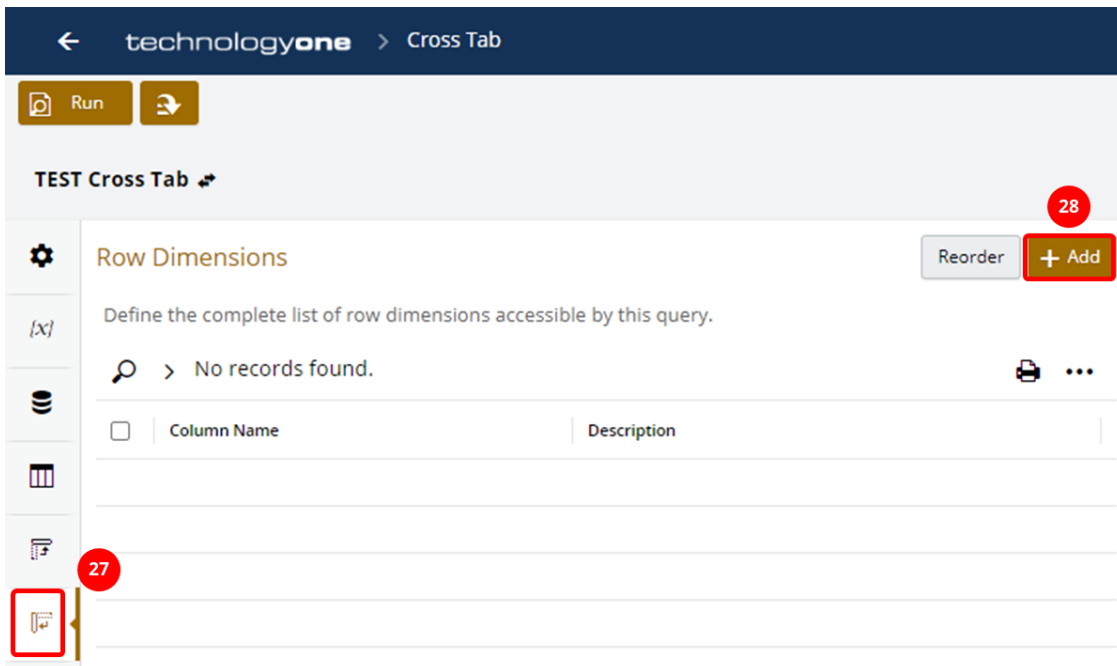 technologyone > Cross Tab
Run
TEST Cross Tab
28
Row Dimensions
Reorder
+ Add
Define the complete list of row dimensions accessible by this query.
{x}
> No records found.
Column Name
Description
27